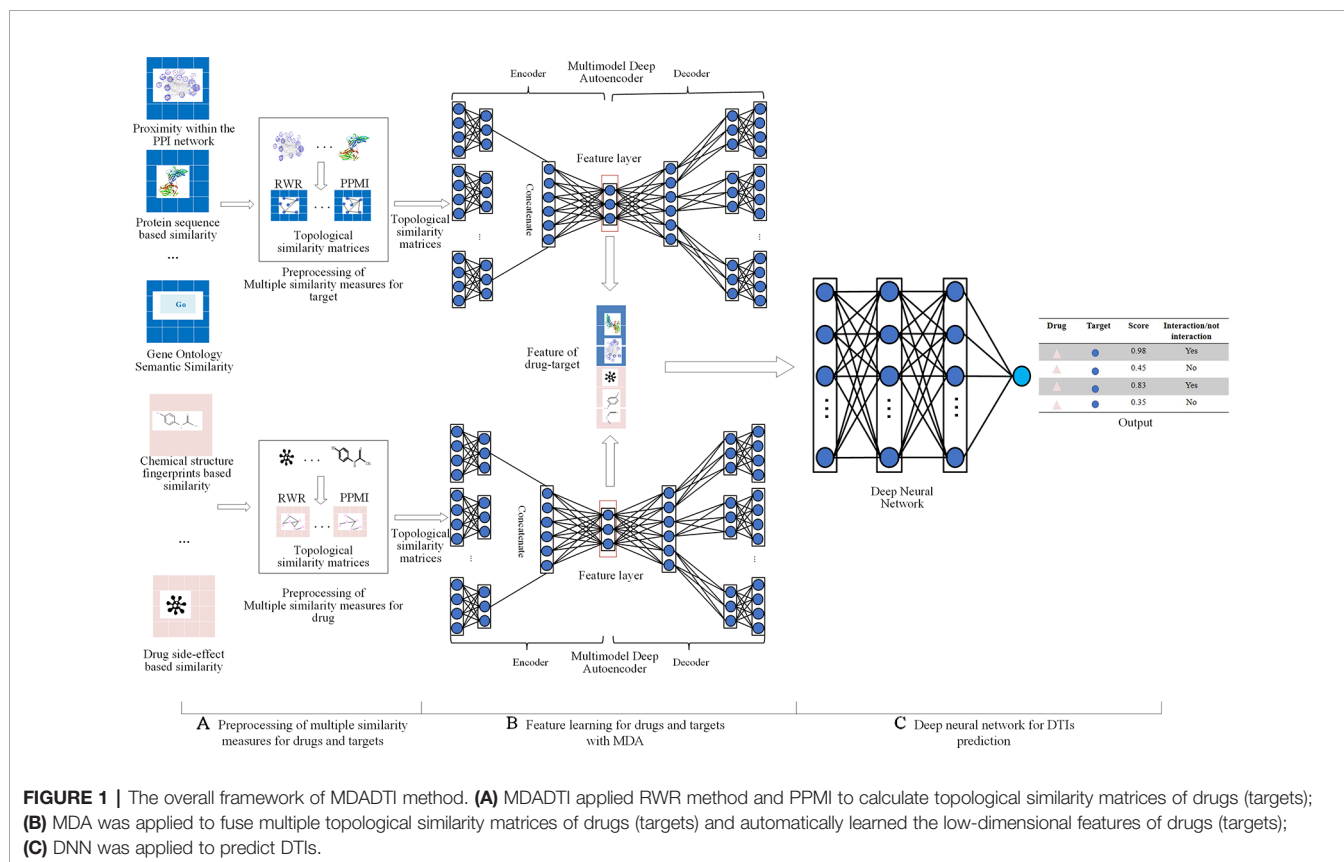 Proximity within the
PPI network
Protein sequence
based similarity
...
Go
Gene Ontology
Semantic Similarity
Chemical structure
fingerprints based
similarity
...
Drug side-effect
based similarity
...
RWR
PPMI
...
Topological
similarity matrices
Preprocessing of
Multiple similarity measures for
target
...
RWR
PPMI
...
Topological
similarity matrices
Preprocessing of
Multiple similarity measures for
drug
Topological
similarity
matrices
Topological
similarity
matrices
Multimodel Deep
Autoencoder
Encoder
Decoder
Concatenate
Feature layer
...
...
Feature of
drug-target
Concatenate
Feature layer
...
...
Encoder
Multimodel Deep
Autoencoder
Decoder
...
...
...
Deep Neural
Network
Drug Target Score Interaction/not
interaction
0.98 Yes
0.45 No
0.83 Yes
0.35 No
Output
A Preprocessing of multiple similarity
measures for drugs and targets
B Feature learning for drugs and targets
with MDA
C Deep neural network for DTIs
prediction
FIGURE 1 | The overall framework of MDADTI method. (A) MDADTI applied RWR method and PPMI to calculate topological similarity matrices of drugs (targets);
(B) MDA was applied to fuse multiple topological similarity matrices of drugs (targets) and automatically learned the low-dimensional features of drugs (targets);
(C) DNN was applied to predict DTIs.